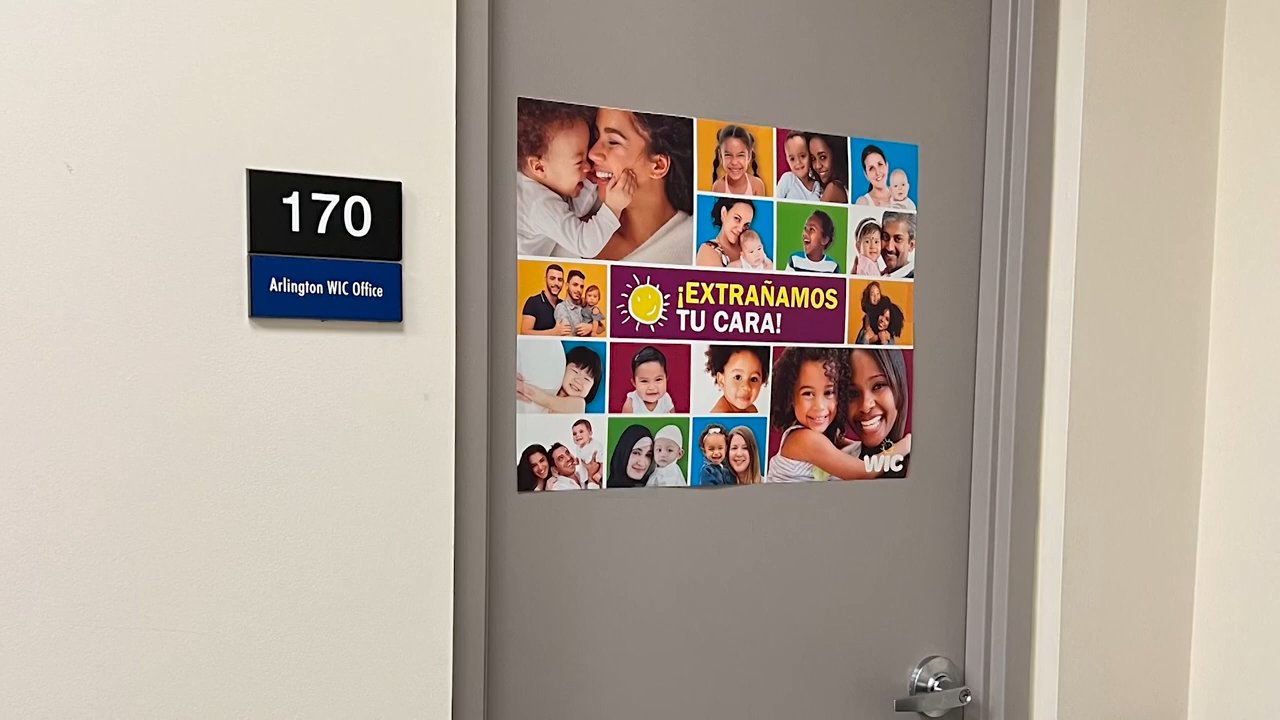 170
Arlington WIC Office
¡EXTRAÑAMOS
TU CARA!
WIC